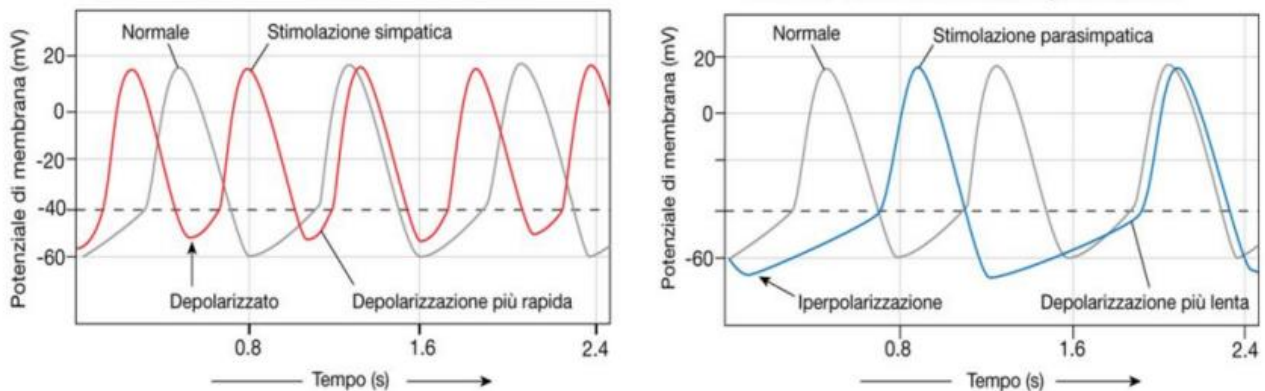 Potenziale di membrana (mV)
20
0
-20
-40
-60
Normale
Stimolazione simpatica
Depolarizzato
Depolarizzazione più rapida
0.8
1.6
2.4
Tempo (s)
Potenziale di membrana (mV)
20
0
-60
Normale
Stimolazione parasimpatica
Iperpolarizzazione
Depolarizzazione più lenta
0.8
1.6
2.4
Tempo (s)